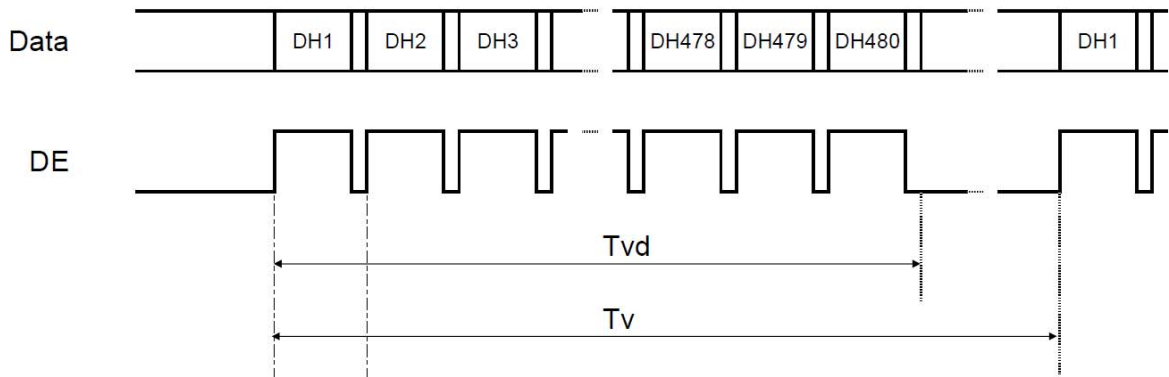 Data DH1 DH2 DH3 DH478 DH479 DH480 DH1
DE
Tvd
Tv